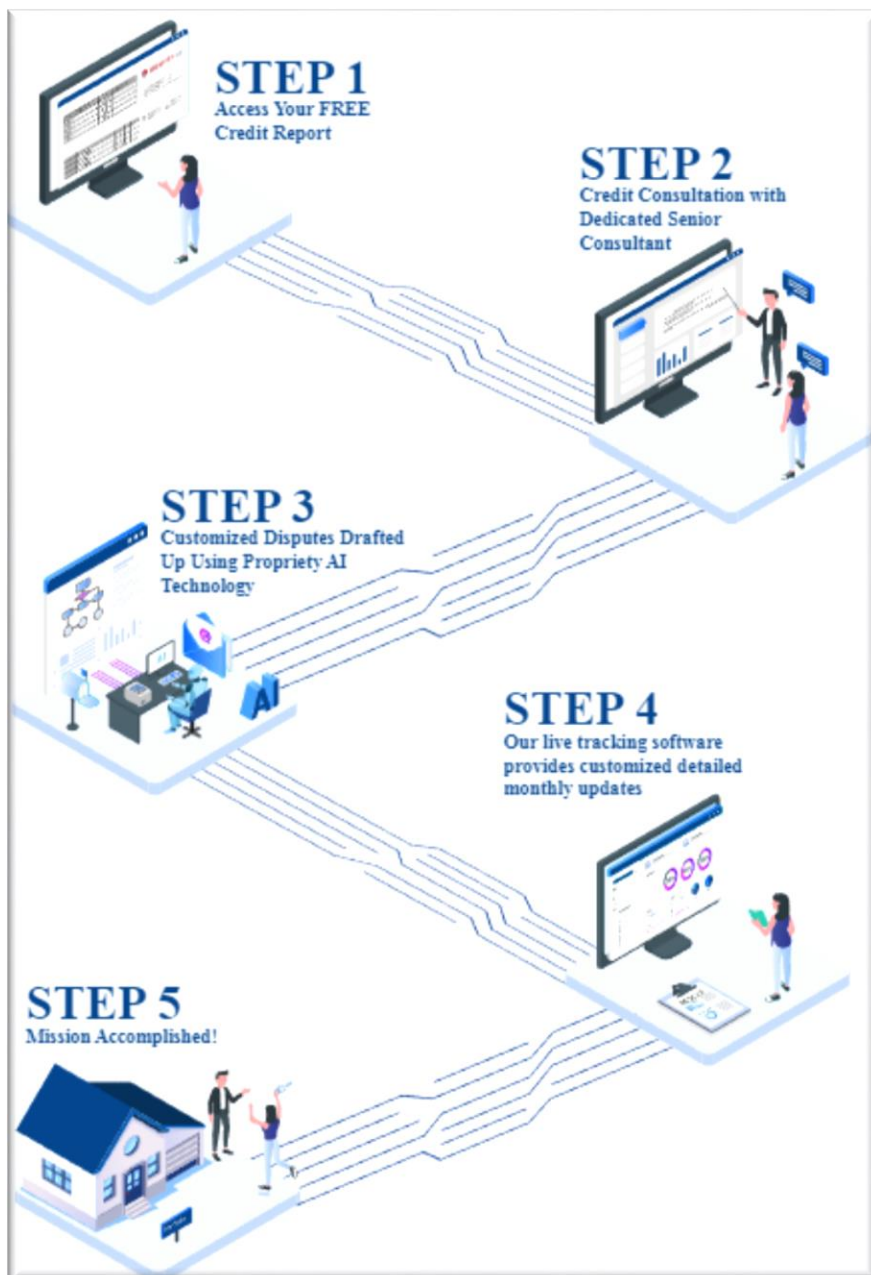 STEP 1
Access Your FREE
Credit Report
STEP 2
Credit Consultation with
Dedicated Senior
Consultant
STEP 3
Customized Disputes Drafted
Up Using Propriety AI
Technology
AI
STEP 4
Our live tracking software
provides customized detailed
monthly updates
STEP 5
Mission Accomplished!